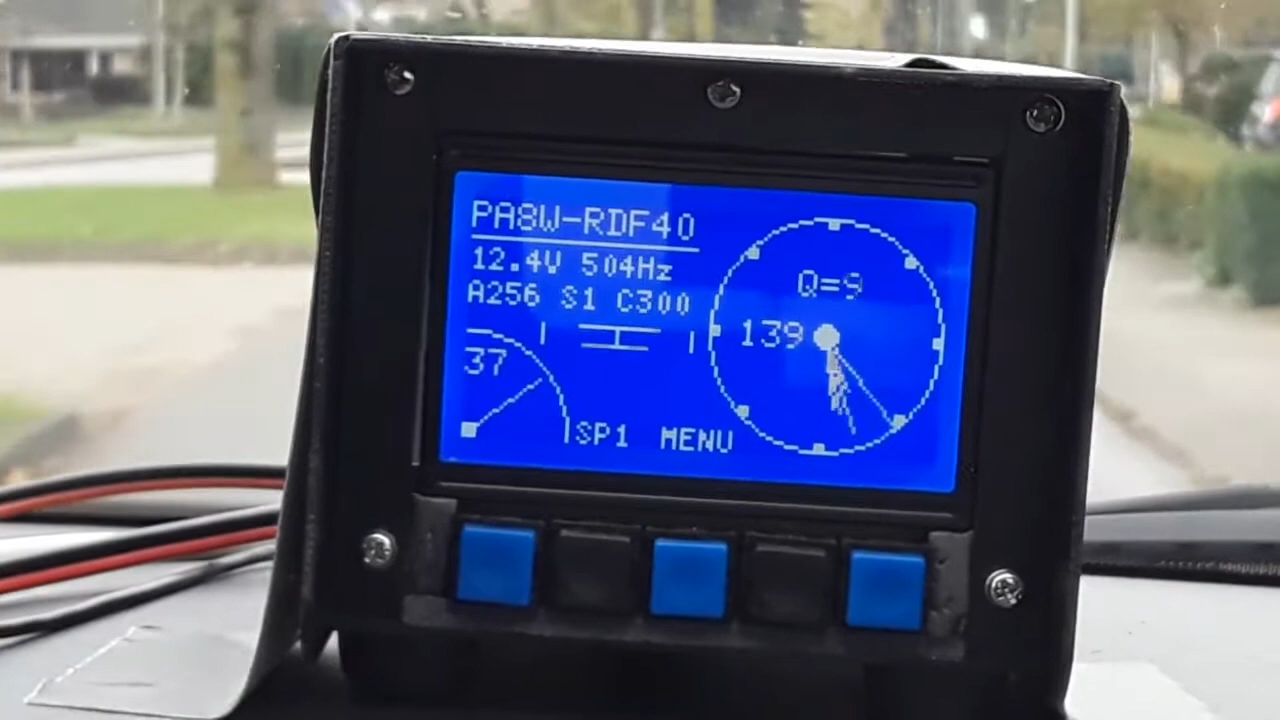 PA8W-RDF40
12.4V 504Hz
A256 S1 C300
37
SP1 MENU
Q=9
139